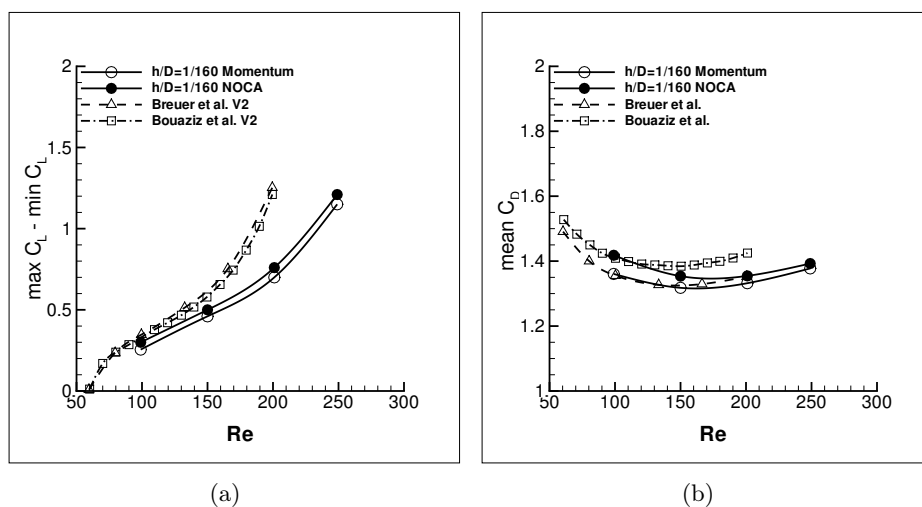 2
1.5
1
0.5
0
50
100
150
200
250
300
max C_L - min C_L
Re
h/D=1/160 Momentum
h/D=1/160 NOCA
Breuer et al. V2
Bouaziz et al. V2
(a)
2
1.8
1.6
1.4
1.2
1
50
100
150
200
250
300
mean C_D
Re
h/D=1/160 Momentum
h/D=1/160 NOCA
Breuer et al.
Bouaziz et al.
(b)